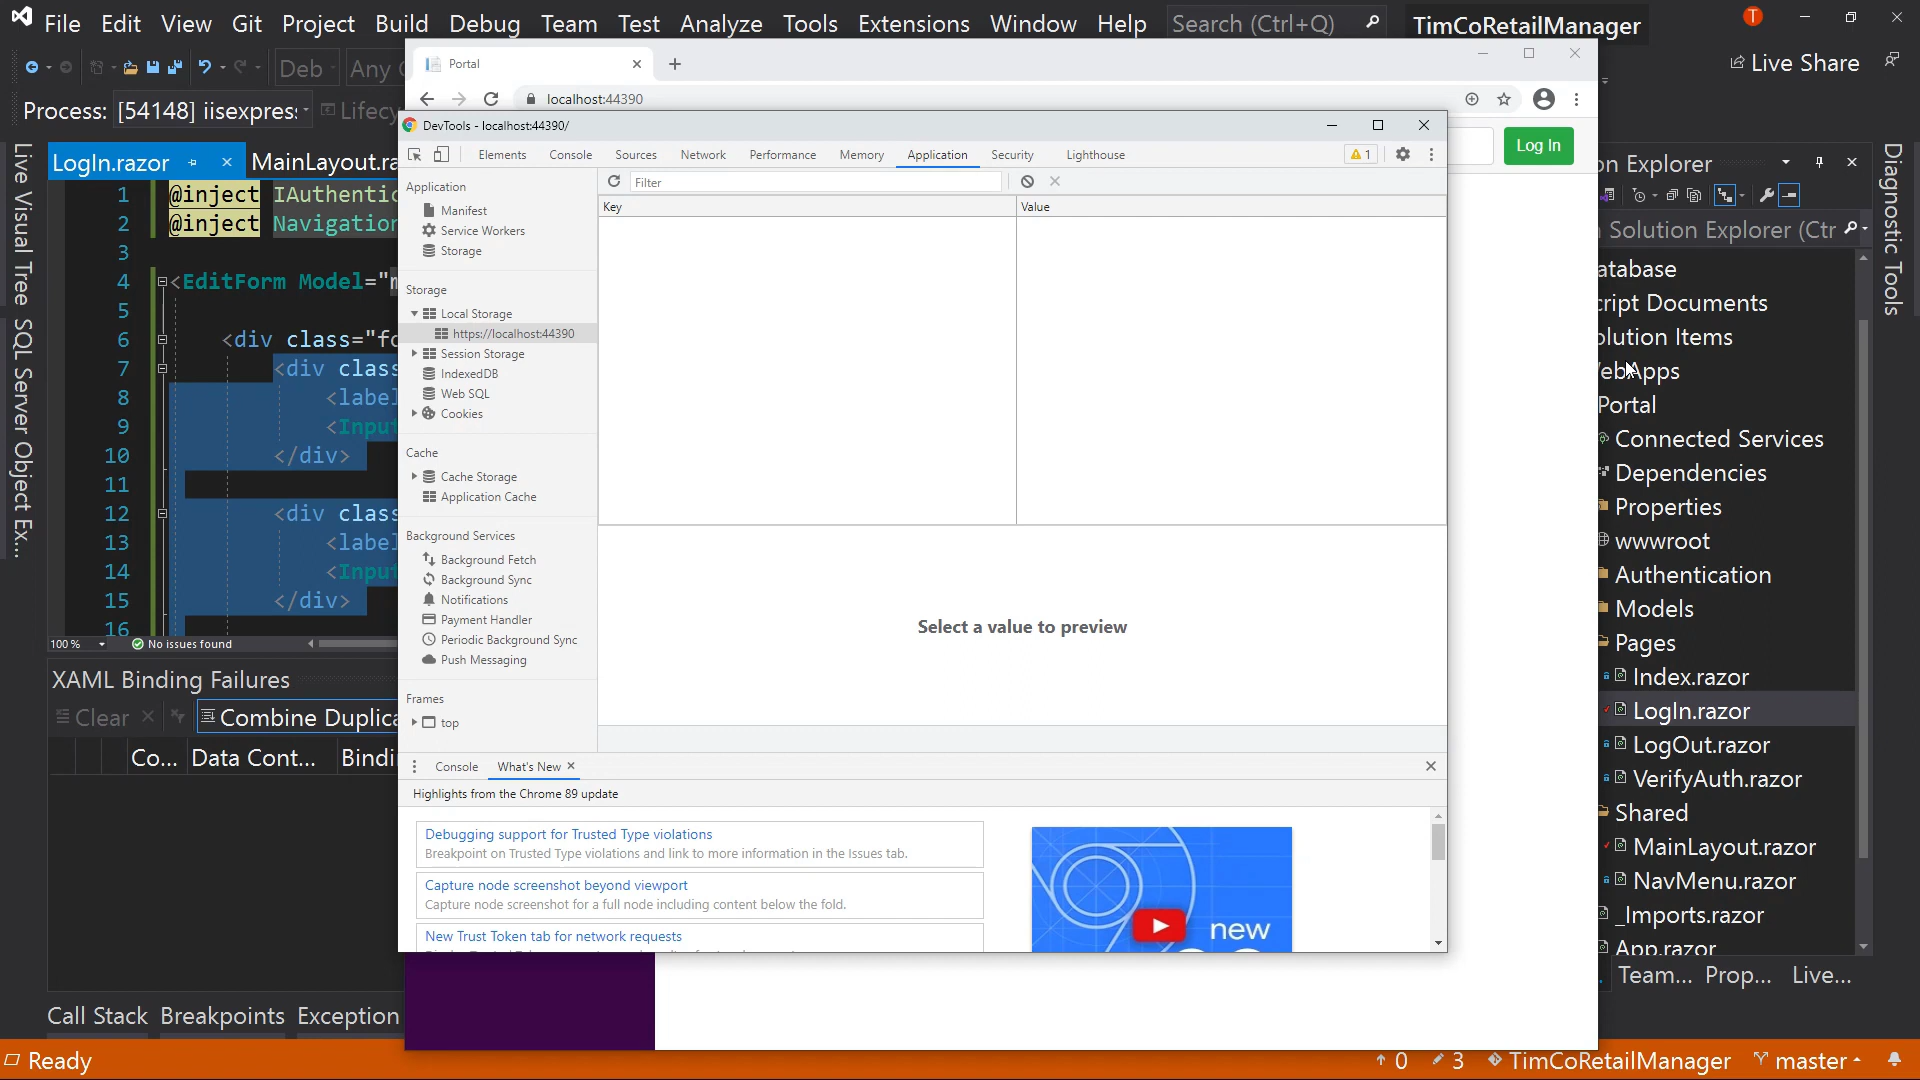 File Edit View Git Project Build Debug Team Test Analyze Tools Extensions Window Help Search (Ctrl+Q) TimCoRetailManager T
Deb Any Live Share
Process: [54148] iisexpress Lifecy
Portal
localhost:44390
DevTools - localhost:44390/
Log In
Elements Console Sources Network Performance Memory Application Security Lighthouse 1
Application
Manifest
Service Workers
Storage
Storage
Local Storage
https://localhost:44390
Session Storage
IndexedDB
Web SQL
Cookies
Cache
Cache Storage
Application Cache
Background Services
Background Fetch
Background Sync
Notifications
Payment Handler
Periodic Background Sync
Push Messaging
Frames
top
Filter
Key Value
Select a value to preview
Console What's New
Highlights from the Chrome 89 update
Debugging support for Trusted Type violations
Breakpoint on Trusted Type violations and link to more information in the Issues tab.
Capture node screenshot beyond viewport
Capture node screenshot for a full node including content below the fold.
New Trust Token tab for network requests
new
Live Visual Tree
SQL Server Object Ex...
LogIn.razor MainLayout.ra
1 @inject IAuthentic
2 @inject Navigation
3
4 <EditForm Model="m
5
6 <div class="fo
7 <div class
8 <label
9 <Input
10 </div>
11
12 <div class
13 <label
14 <Input
15 </div>
16
100 % No issues found
XAML Binding Failures
Clear Combine Duplica
Co... Data Cont... Bindi
Call Stack Breakpoints Exception
on Explorer
Solution Explorer (Ctr
atabase
cript Documents
olution Items
ebApps
Portal
Connected Services
Dependencies
Properties
wwwroot
Authentication
Models
Pages
Index.razor
LogIn.razor
LogOut.razor
VerifyAuth.razor
Shared
MainLayout.razor
NavMenu.razor
_Imports.razor
App.razor
Team... Prop... Live...
Diagnostic Tools
Ready 0 3 TimCoRetailManager master